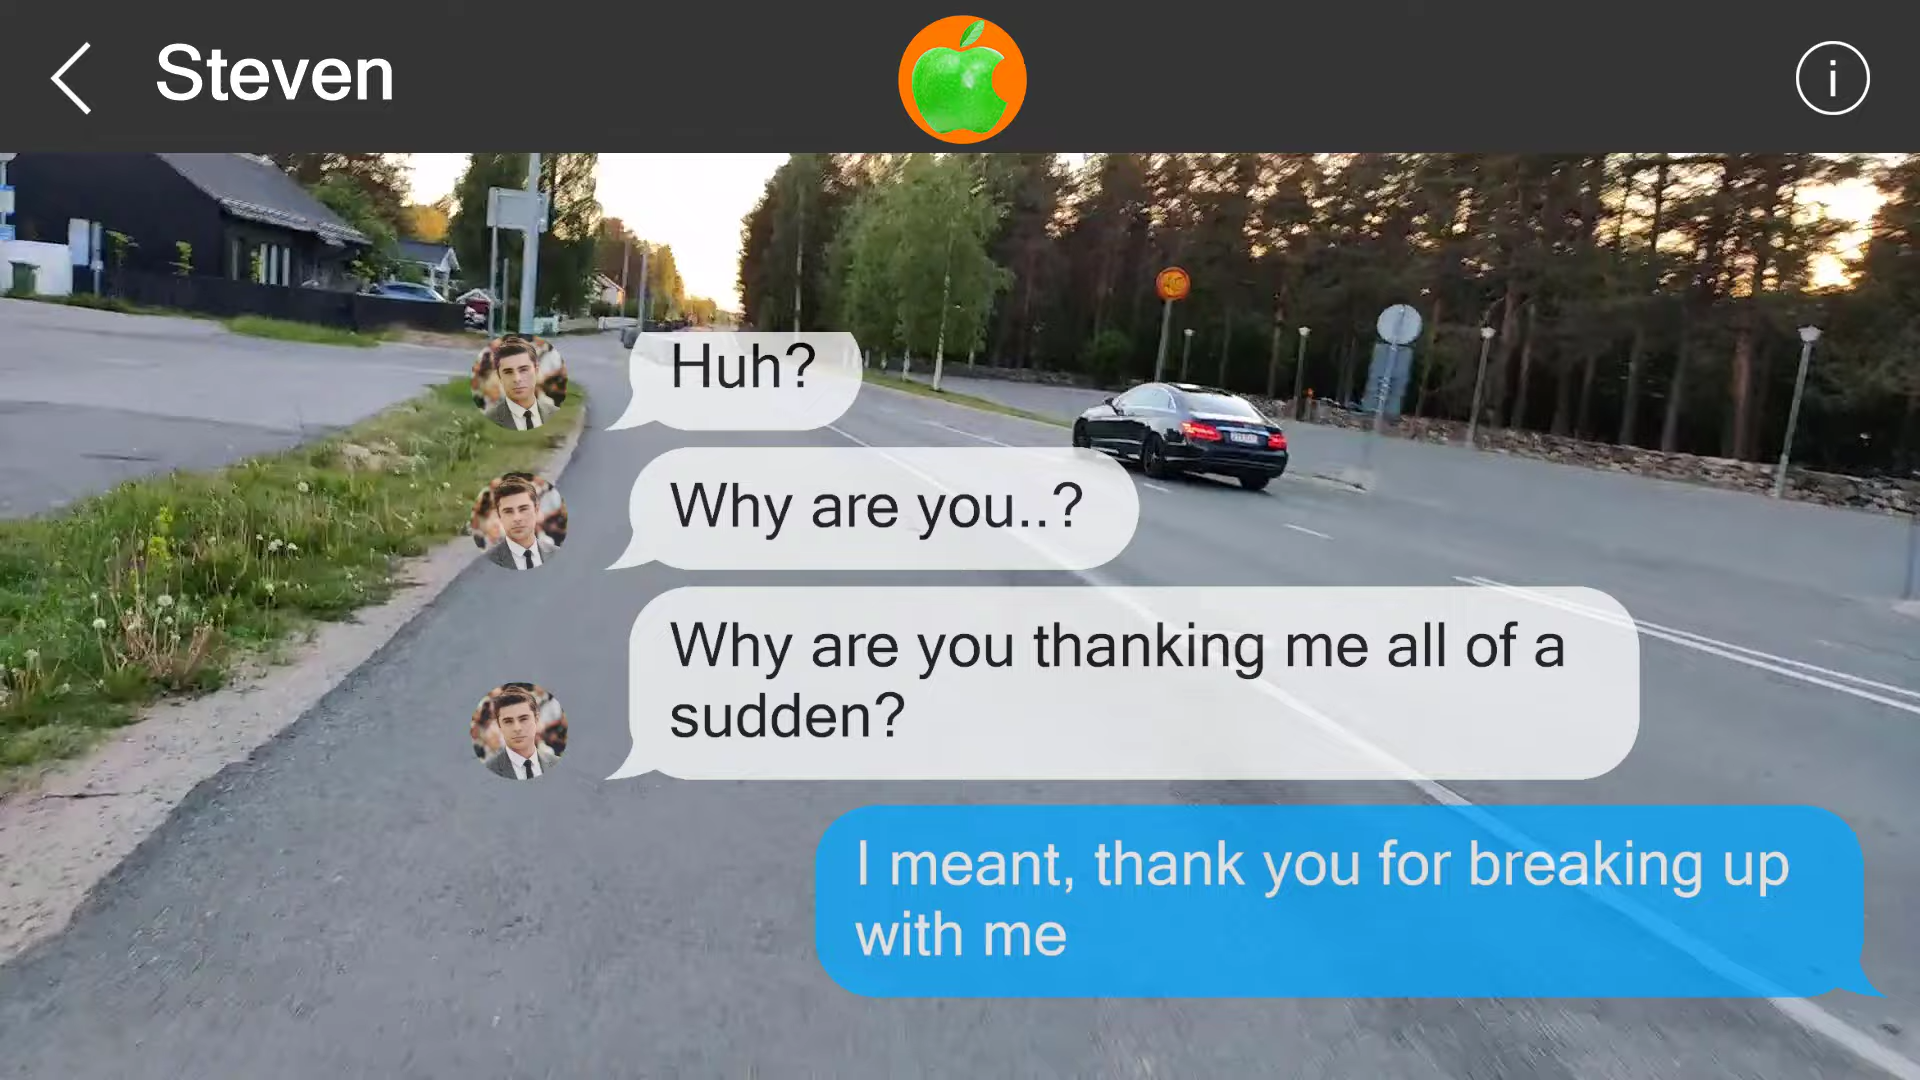 Steven
i
Huh?
Why are you..?
Why are you thanking me all of a
sudden?
I meant, thank you for breaking up
with me